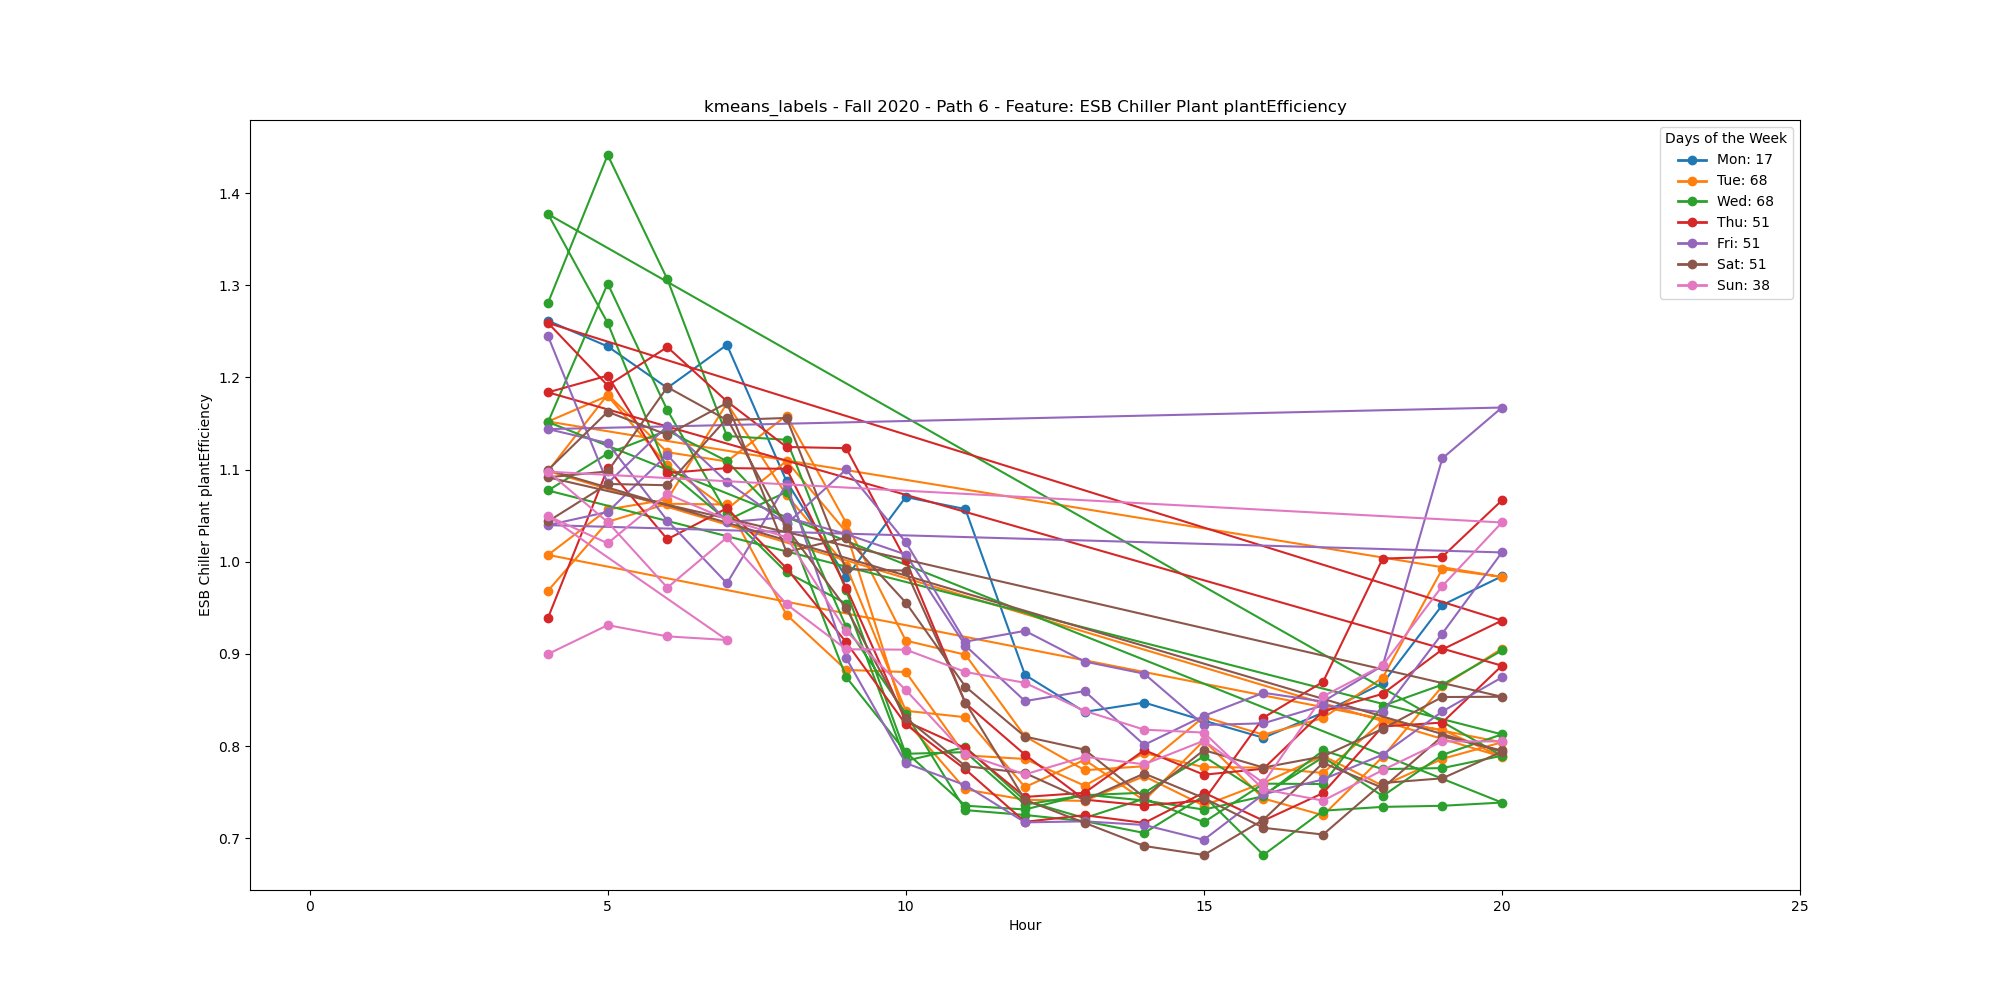 kmeans_labels - Fall 2020 - Path 6 - Feature: ESB Chiller Plant plantEfficiency
Days of the Week
Mon: 17
Tue: 68
Wed: 68
Thu: 51
Fri: 51
Sat: 51
Sun: 38
ESB Chiller Plant plantEfficiency
1.4
1.3
1.2
1.1
1.0
0.9
0.8
0.7
0
5
10
15
20
25
Hour